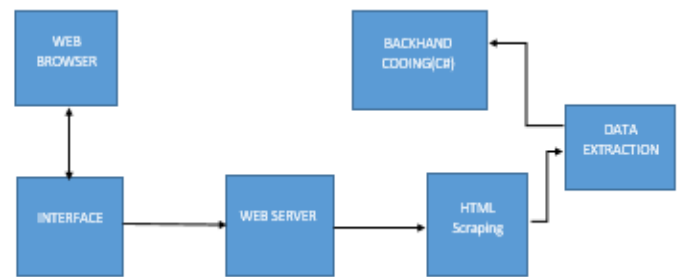 WEB
BROWSER
BACKHAND
CODING(C#)
DATA
EXTRACTION
INTERFACE
WEB SERVER
HTML
Scraping